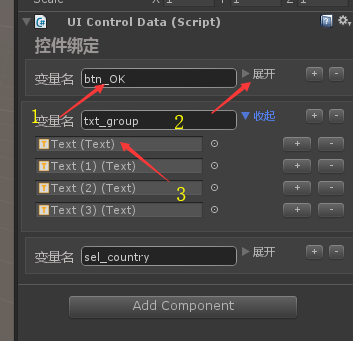 Scale X 1 Y 1 Z 1
UI Control Data (Script)
控件绑定
变量名 btn_OK 展开 + -
1 2
变量名 txt_group 收起 + -
Text (Text) + -
Text (1) (Text) + -
Text (2) (Text) + -
3
Text (3) (Text) + -
变量名 sel_country 展开 + -
Add Component